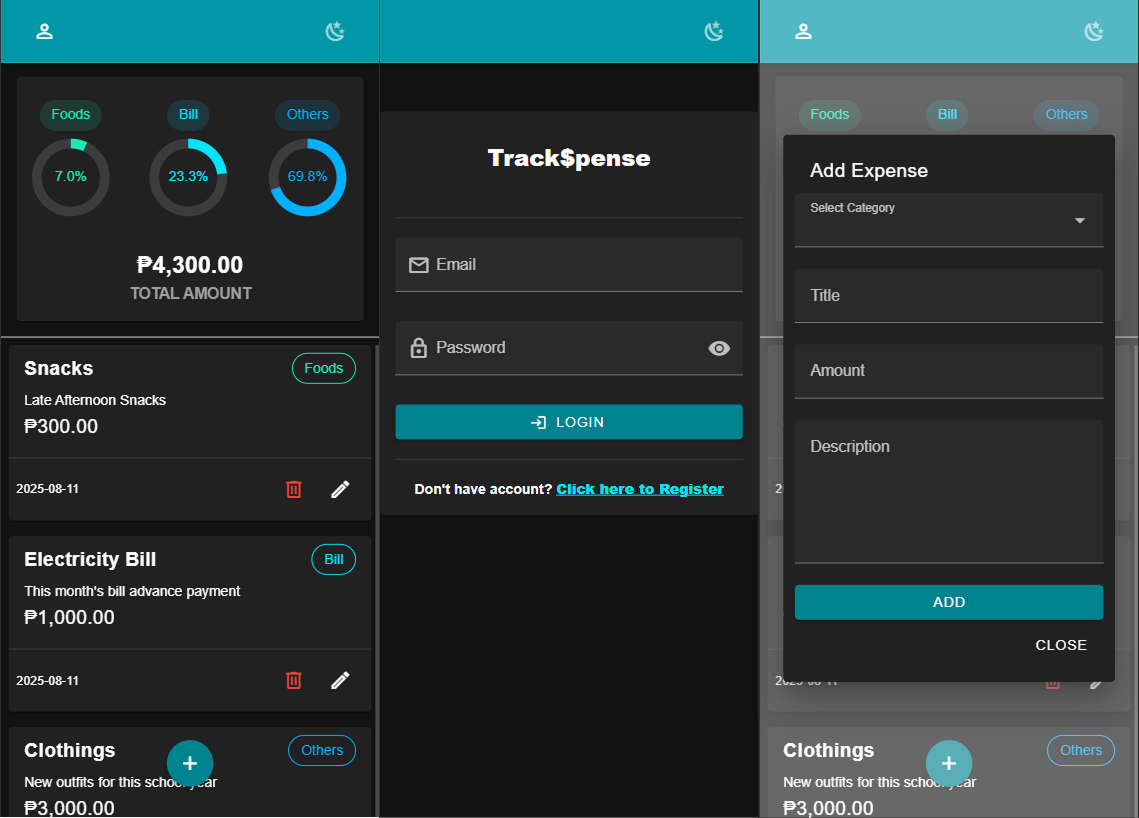 Foods
Bill
Others
7.0%
23.3%
69.8%
₱4,300.00
TOTAL AMOUNT
Snacks
Foods
Late Afternoon Snacks
₱300.00
2025-08-11
Electricity Bill
Bill
This month's bill advance payment
₱1,000.00
2025-08-11
Clothings
Others
New outfits for this school year
₱3,000.00
Track$pense
Email
Password
LOGIN
Don't have account? Click here to Register
Foods
Bill
Others
Add Expense
Select Category
Title
Amount
Description
ADD
CLOSE
Clothings
Others
New outfits for this school year
₱3,000.00